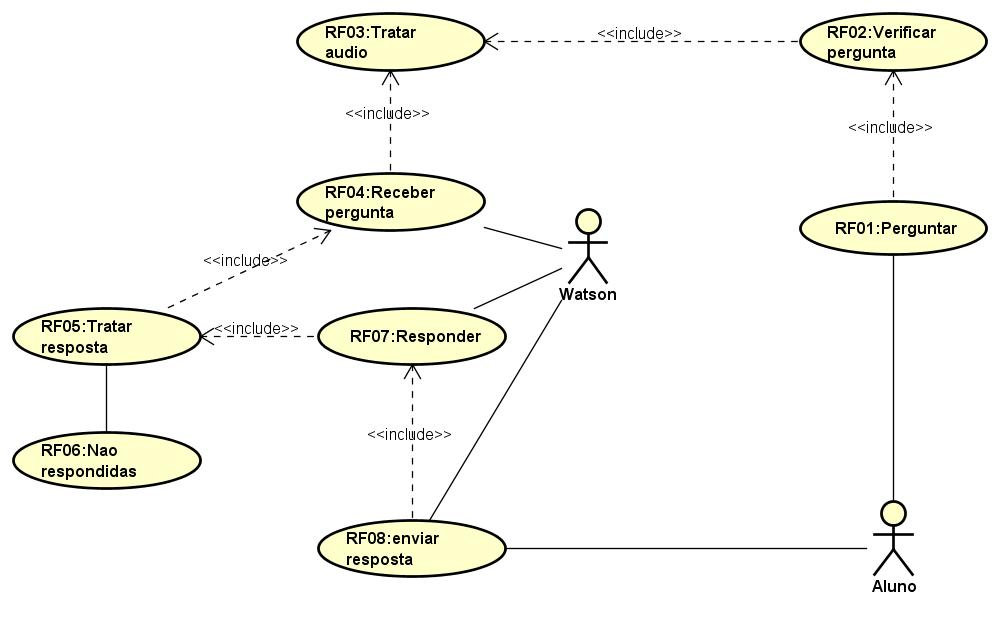 RF03:Tratar
audio
<<include>>
RF02:Verificar
pergunta
<<include>>
<<include>>
RF04:Receber
pergunta
RF01:Perguntar
<<include>>
Watson
RF05:Tratar
resposta
<<include>>
RF07:Responder
<<include>>
RF06:Nao
respondidas
RF08:enviar
resposta
Aluno